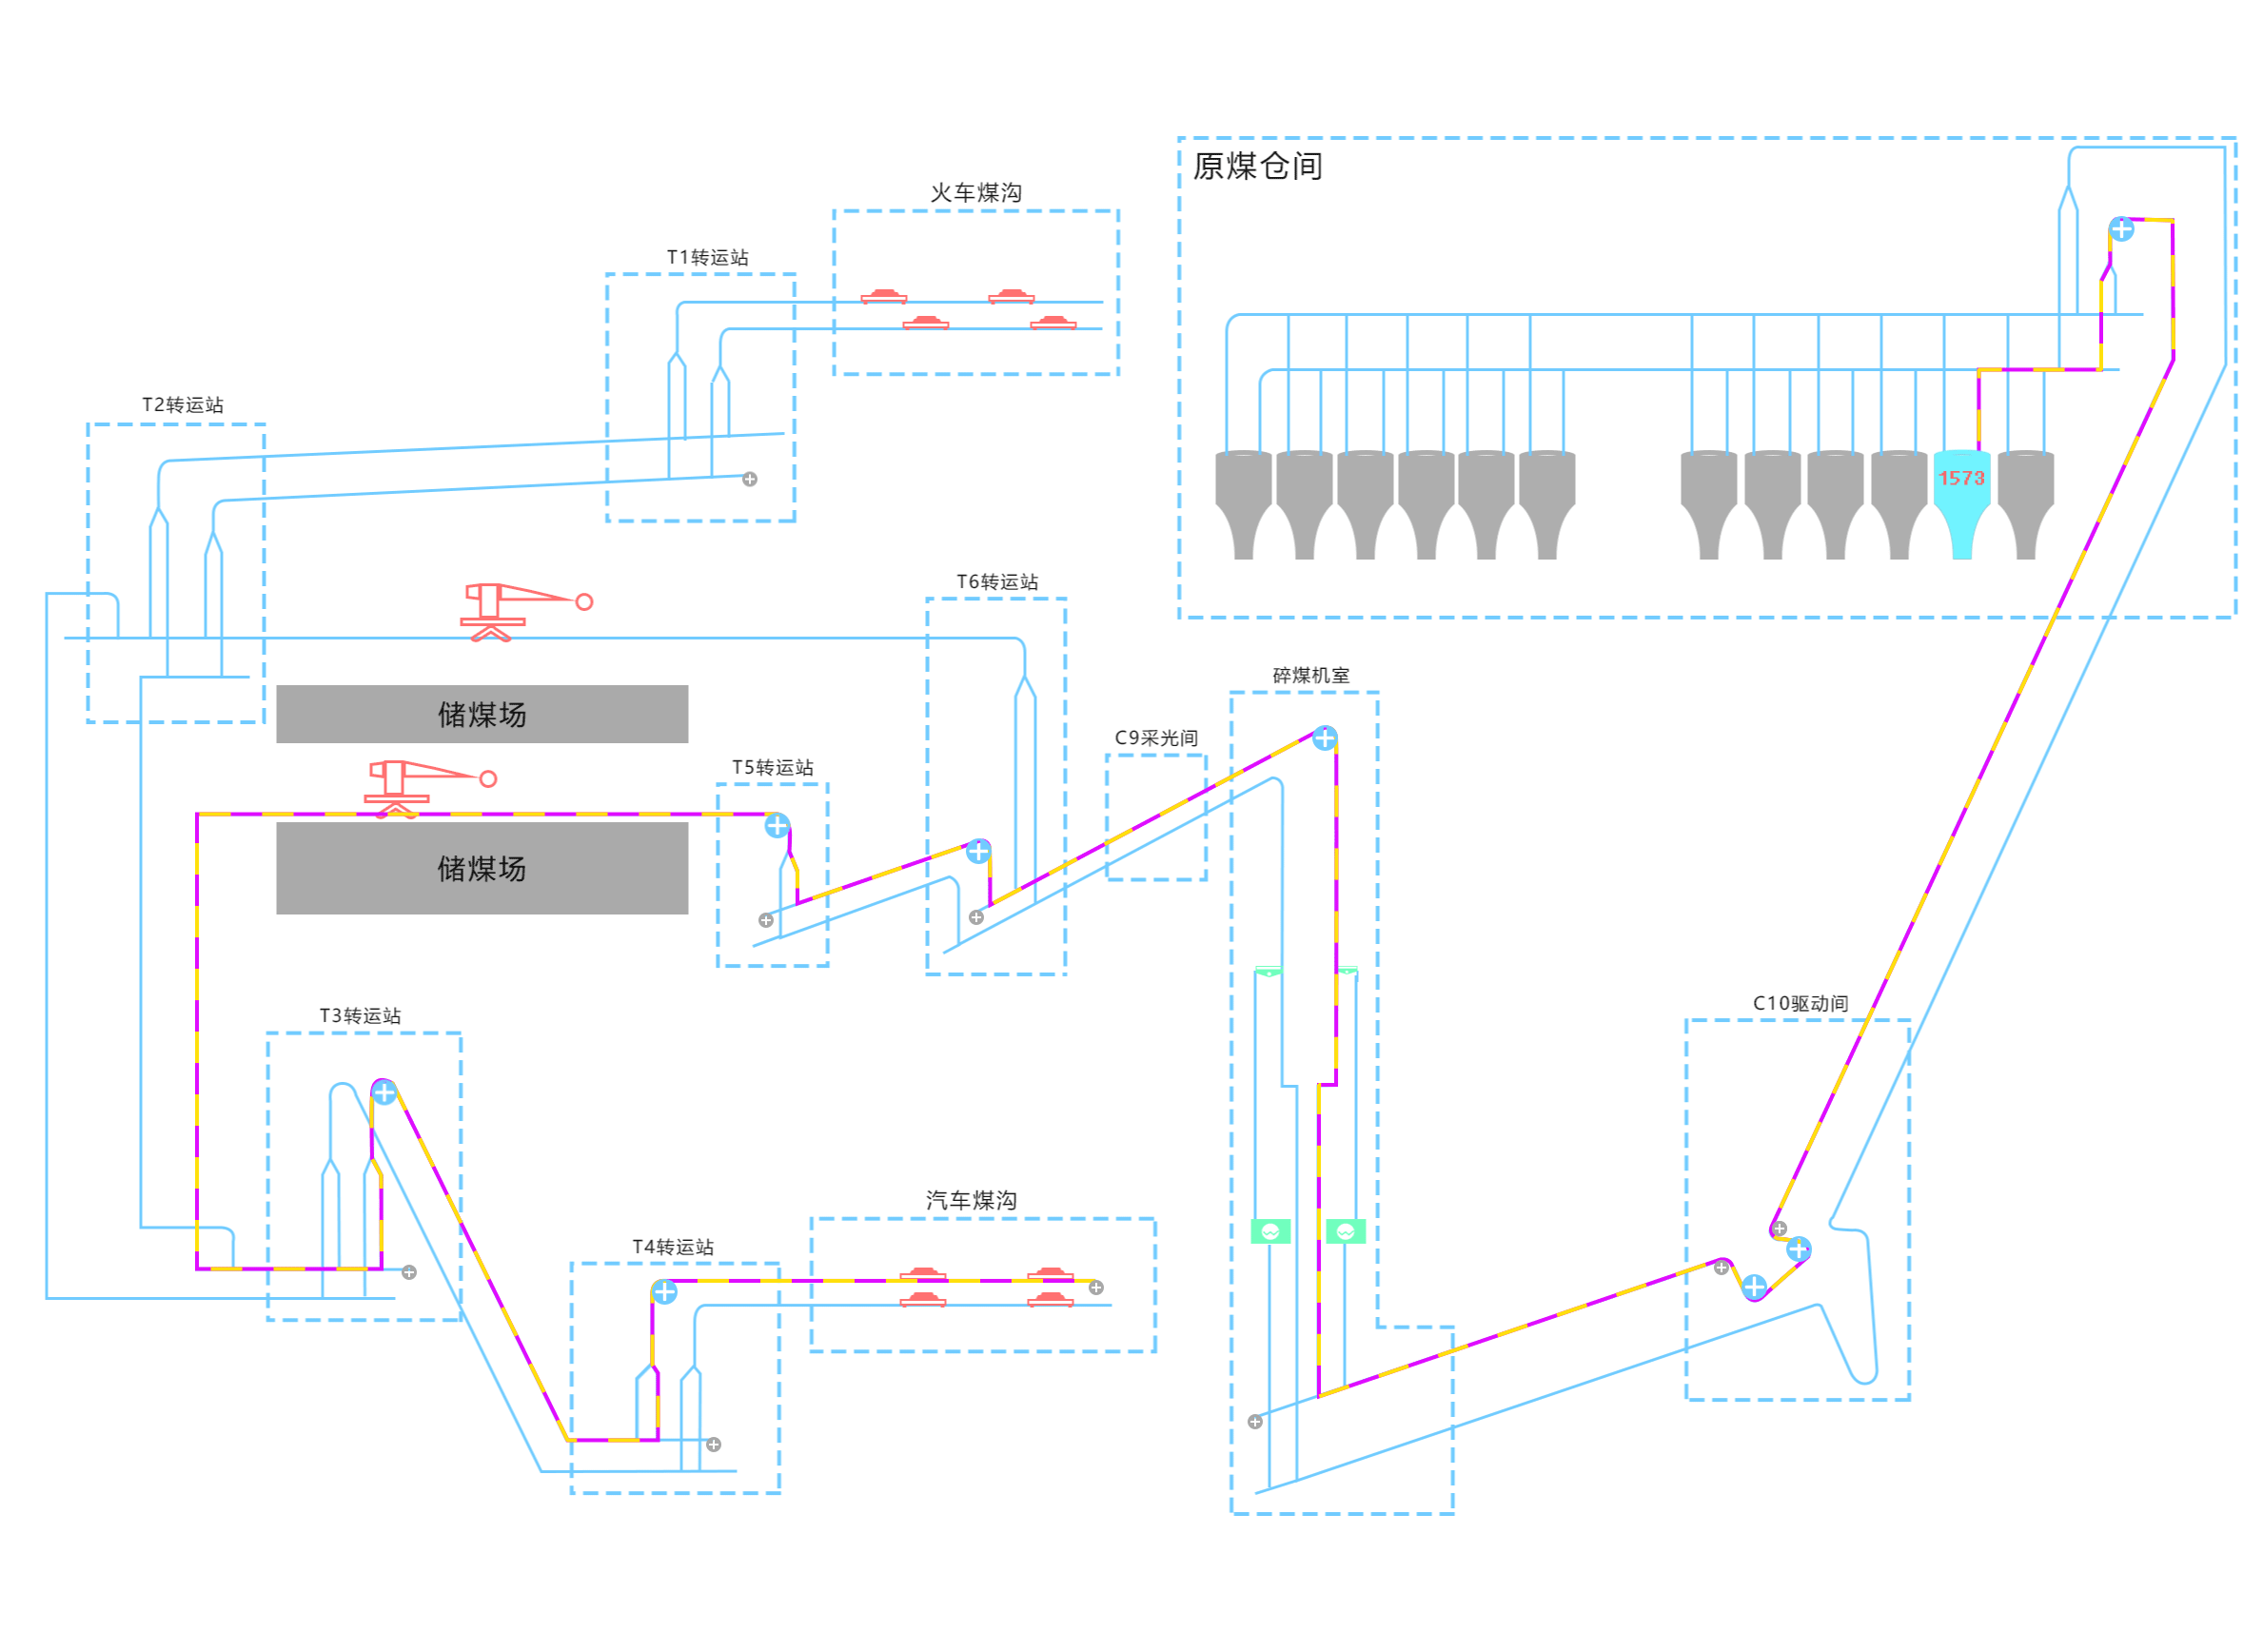 原煤仓间
火车煤沟
T1转运站
T2转运站
1573
T6转运站
碎煤机室
储煤场
C9采光间
T5转运站
储煤场
C10驱动间
T3转运站
汽车煤沟
T4转运站